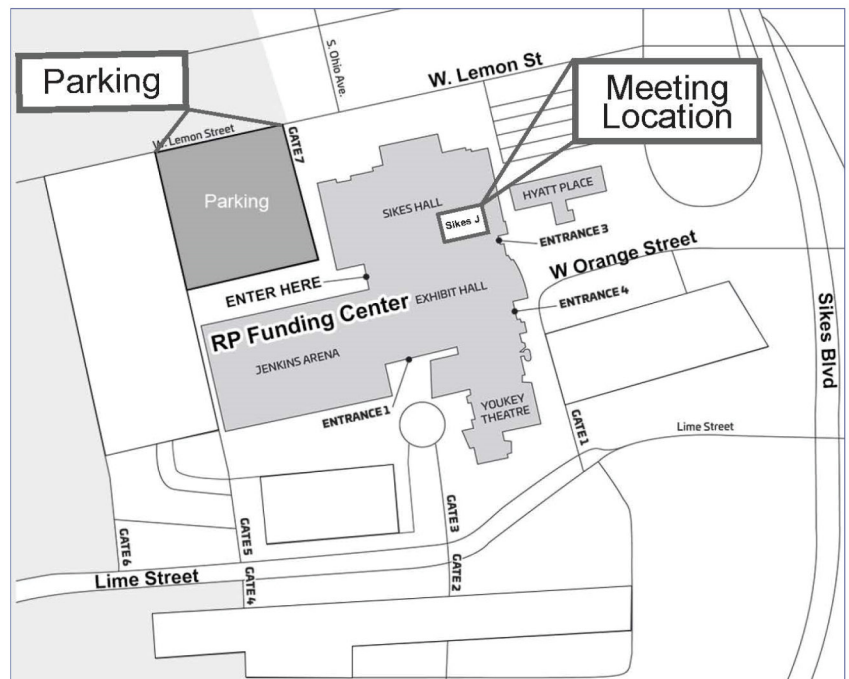 S. Ohio Ave.
W. Lemon St
Parking
Meeting
Location
W. Lemon Street
GATE 7
Parking
SIKES HALL
Sikes J
HYATT PLACE
ENTRANCE 3
W Orange Street
ENTER HERE
EXHIBIT HALL
ENTRANCE 4
RP Funding Center
Sikes Blvd
JENKINS ARENA
ENTRANCE 1
YOUKEY
THEATRE
GATE 1
Lime Street
GATE 3
GATE 6
GATE 5
GATE 2
Lime Street
GATE 4